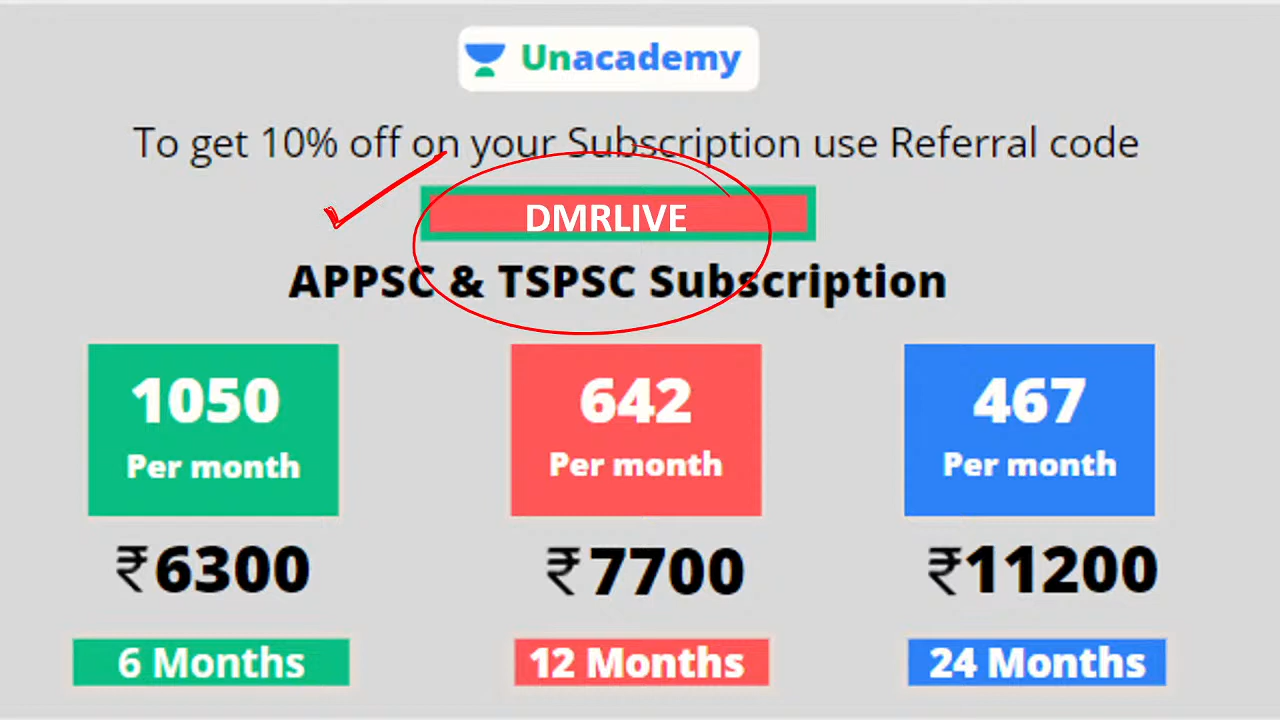 Unacademy
To get 10% off on your Subscription use Referral code
DMRLIVE
APPSC & TSPSC Subscription
1050 642 467
Per month Per month Per month
₹6300 ₹7700 ₹11200
6 Months 12 Months 24 Months